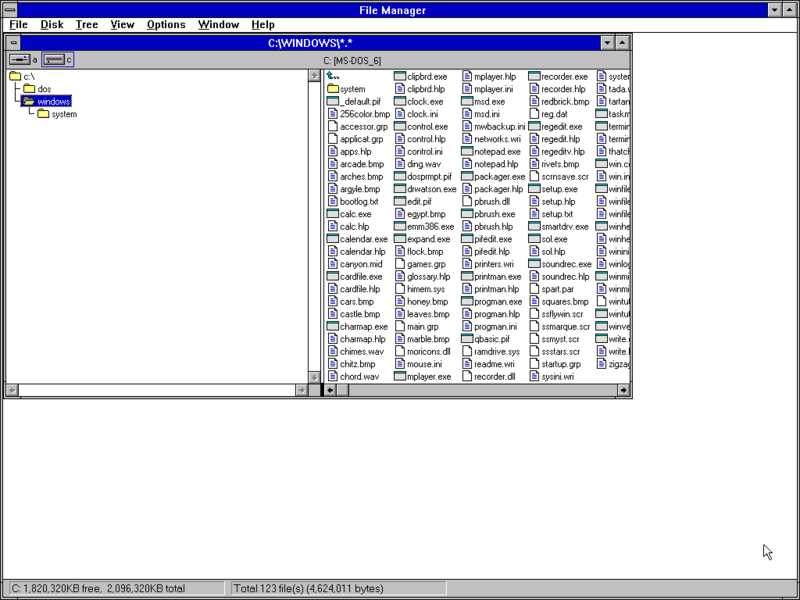 File Manager
File Disk Tree View Options Window Help
C:\WINDOWS\*.*
a c C: [MS-DOS_6]
c:\
dos
windows
system
system
_default.pif
256color.bmp
accessor.grp
applicat.grp
apps.hlp
arcade.bmp
arches.bmp
argyle.bmp
bootlog.txt
calc.exe
calc.hlp
calendar.exe
calendar.hlp
canyon.mid
cardfile.exe
cardfile.hlp
cars.bmp
castle.bmp
charmap.exe
charmap.hlp
chimes.wav
chitz.bmp
chord.wav
clipbrd.exe
clipbrd.hlp
clock.exe
clock.ini
control.exe
control.hlp
control.ini
ding.wav
dosprmpt.pif
drwatson.exe
edit.pif
egypt.bmp
emm386.exe
expand.exe
flock.bmp
games.grp
glossary.hlp
himem.sys
honey.bmp
leaves.bmp
main.grp
marble.bmp
moricons.dll
mouse.ini
mplayer.exe
mplayer.hlp
mplayer.ini
msd.exe
msd.ini
mwbackup.ini
networks.wri
notepad.exe
notepad.hlp
packager.exe
packager.hlp
pbrush.dll
pbrush.exe
pbrush.hlp
pifedit.exe
pifedit.hlp
printers.wri
printman.exe
printman.hlp
progman.exe
progman.hlp
progman.ini
qbasic.pif
ramdrive.sys
readme.wri
recorder.dll
recorder.exe
recorder.hlp
redbrick.bmp
reg.dat
regedit.exe
regedit.hlp
regeditv.hlp
rivets.bmp
scrnsave.scr
setup.exe
setup.hlp
setup.txt
smartdrv.exe
sol.exe
sol.hlp
soundrec.exe
soundrec.hlp
spart.par
squares.bmp
ssflywin.scr
ssmarque.scr
ssmyst.scr
ssstars.scr
startup.grp
sysini.wri
system
tada.
tartan
taskm
termin
termin
thatch
win.c
win.in
winfile
winfile
winfile
winhe
winhe
winini
winlog
winmi
winmi
wintut
wintut
winve
write.
write.
zigzag
C: 1,820,320KB free, 2,096,320KB total Total 123 file(s) (4,624,011 bytes)